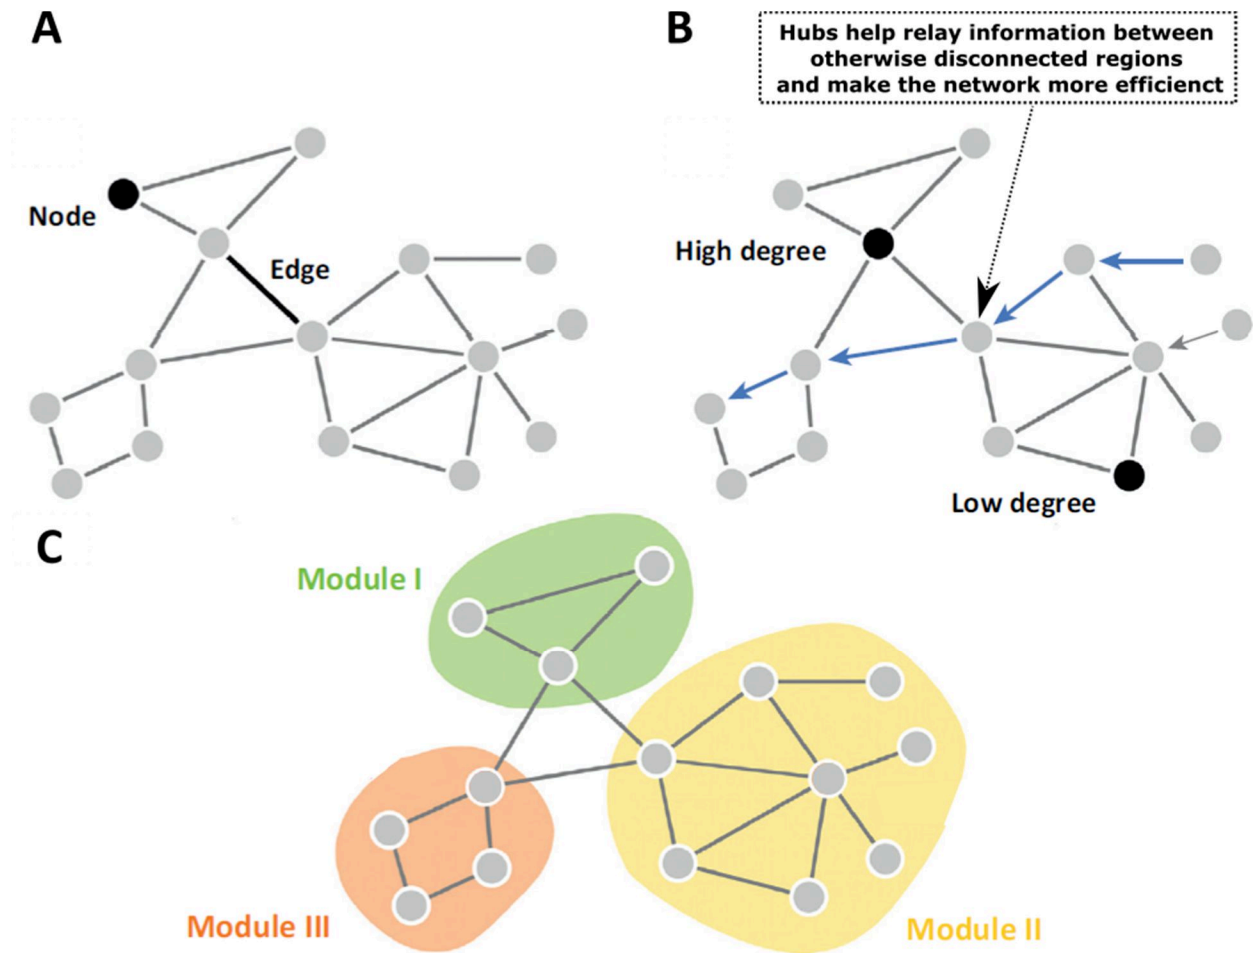 A
Node
Edge
B
Hubs help relay information between
otherwise disconnected regions
and make the network more efficienct
High degree
Low degree
C
Module I
Module III
Module II